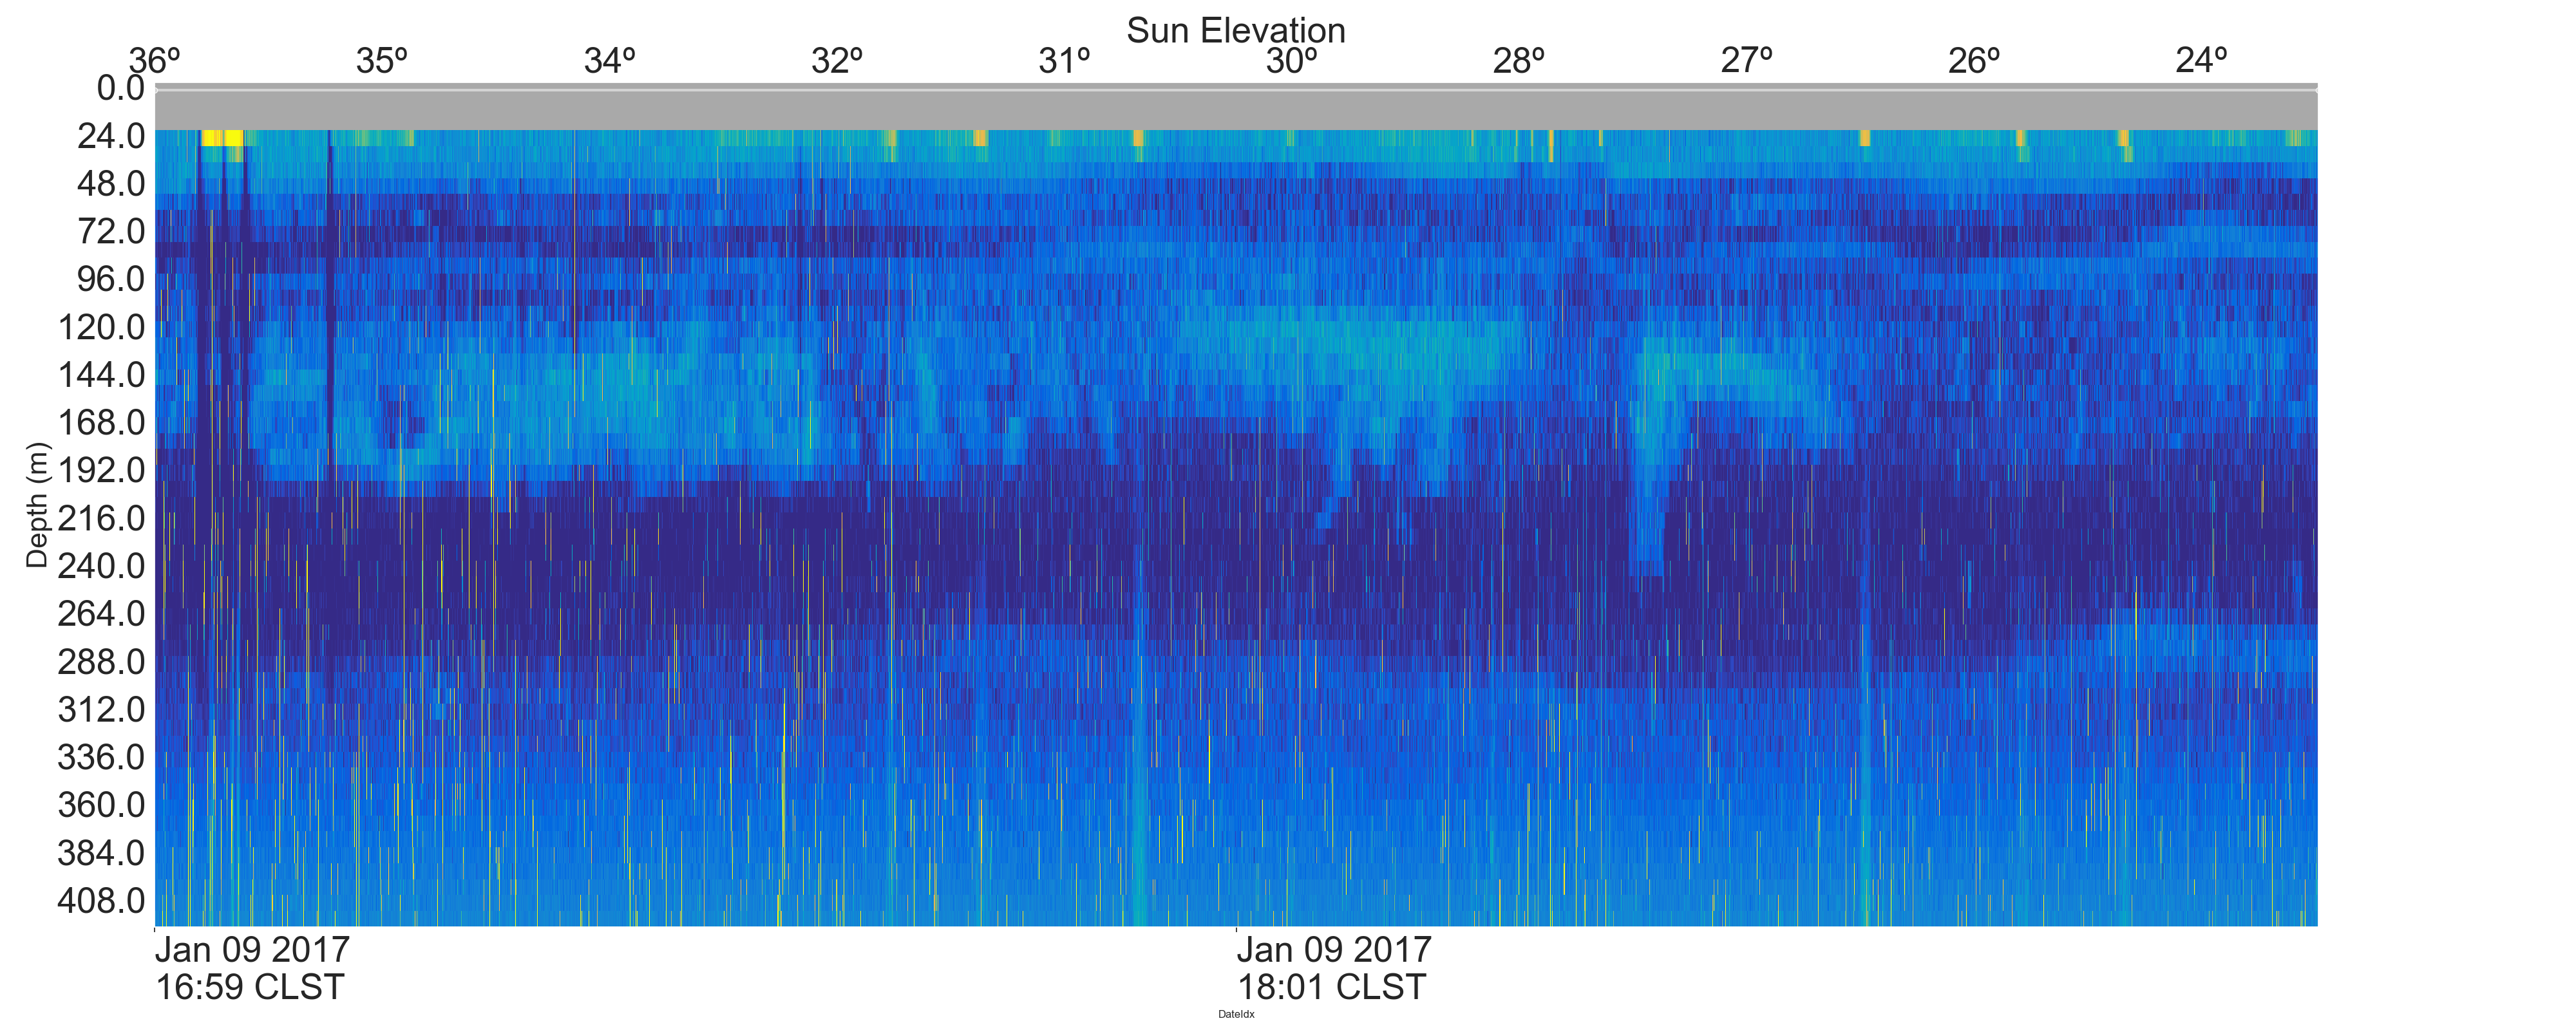 Sun Elevation
36º 35º 34º 32º 31º 30º 28º 27º 26º 24º
0.0
24.0
48.0
72.0
96.0
120.0
144.0
168.0
192.0
216.0
240.0
264.0
288.0
312.0
336.0
360.0
384.0
408.0
Depth (m)
Jan 09 2017
16:59 CLST
Jan 09 2017
18:01 CLST
DateIdx